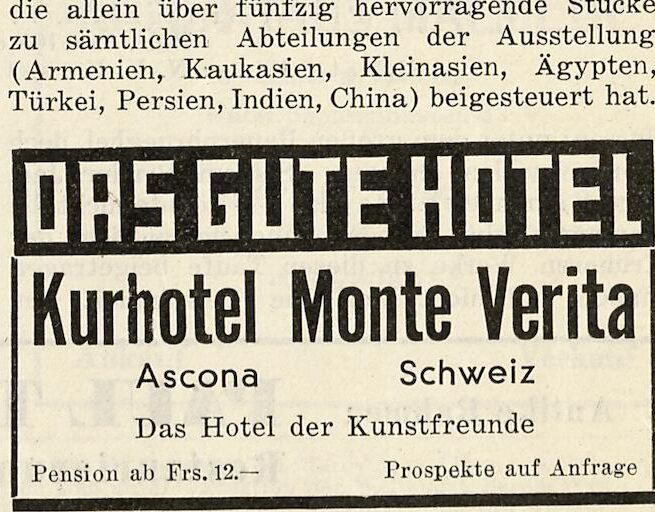 die allein über fünfzig hervorragende Stücke
zu sämtlichen Abteilungen der Ausstellung
(Armenien, Kaukasien, Kleinasien, Ägypten,
Türkei, Persien, Indien, China) beigesteuert hat.
DAS GUTE HOTEL
Kurhotel Monte Verita
Ascona Schweiz
Das Hotel der Kunstfreunde
Pension ab Frs. 12.— Prospekte auf Anfrage